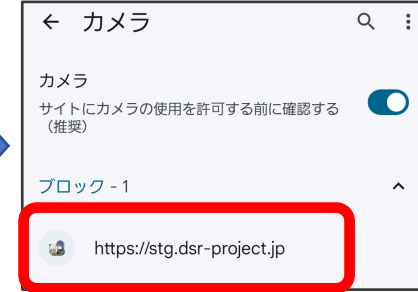 カメラ
カメラ
サイトにカメラの使用を許可する前に確認する
（推奨）
ブロック - 1
https://stg.dsr-project.jp